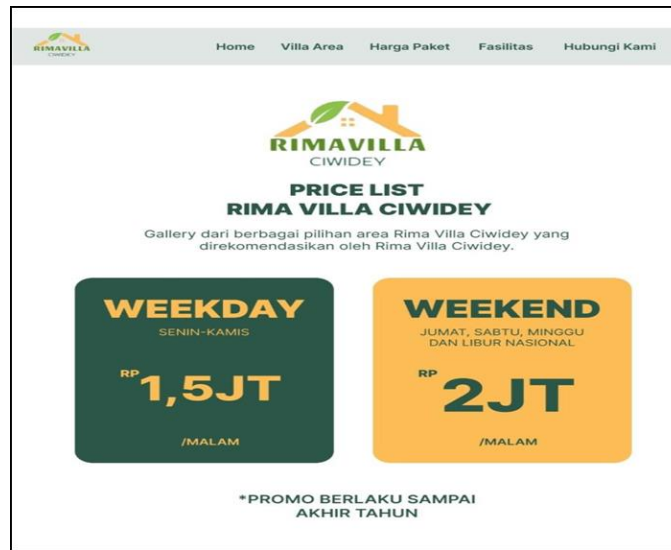 RIMAVILLA
CIWIDEY
Home Villa Area Harga Paket Fasilitas Hubungi Kami
RIMAVILLA
CIWIDEY
PRICE LIST
RIMA VILLA CIWIDEY
Gallery dari berbagai pilihan area Rima Villa Ciwidey yang
direkomendasikan oleh Rima Villa Ciwidey.
WEEKDAY
SENIN-KAMIS
RP 1,5JT
/MALAM
WEEKEND
JUMAT, SABTU, MINGGU
DAN LIBUR NASIONAL
RP 2JT
/MALAM
*PROMO BERLAKU SAMPAI
AKHIR TAHUN